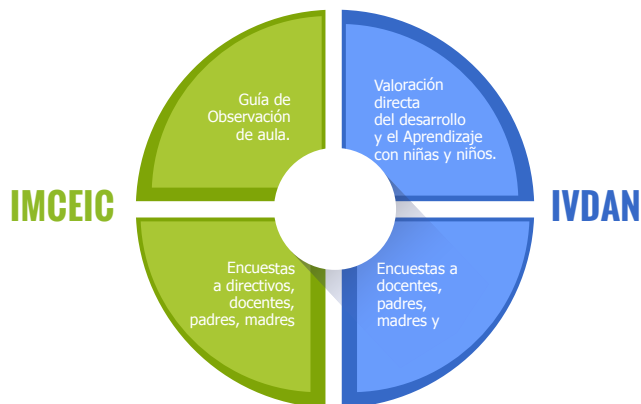 Guía de
Observación
de aula.
Valoración
directa
del desarrollo
y el Aprendizaje
con niñas y niños.
IMCEIC
IVDAN
Encuestas
a directivos,
docentes,
padres, madres
Encuestas a
docentes,
padres,
madres y